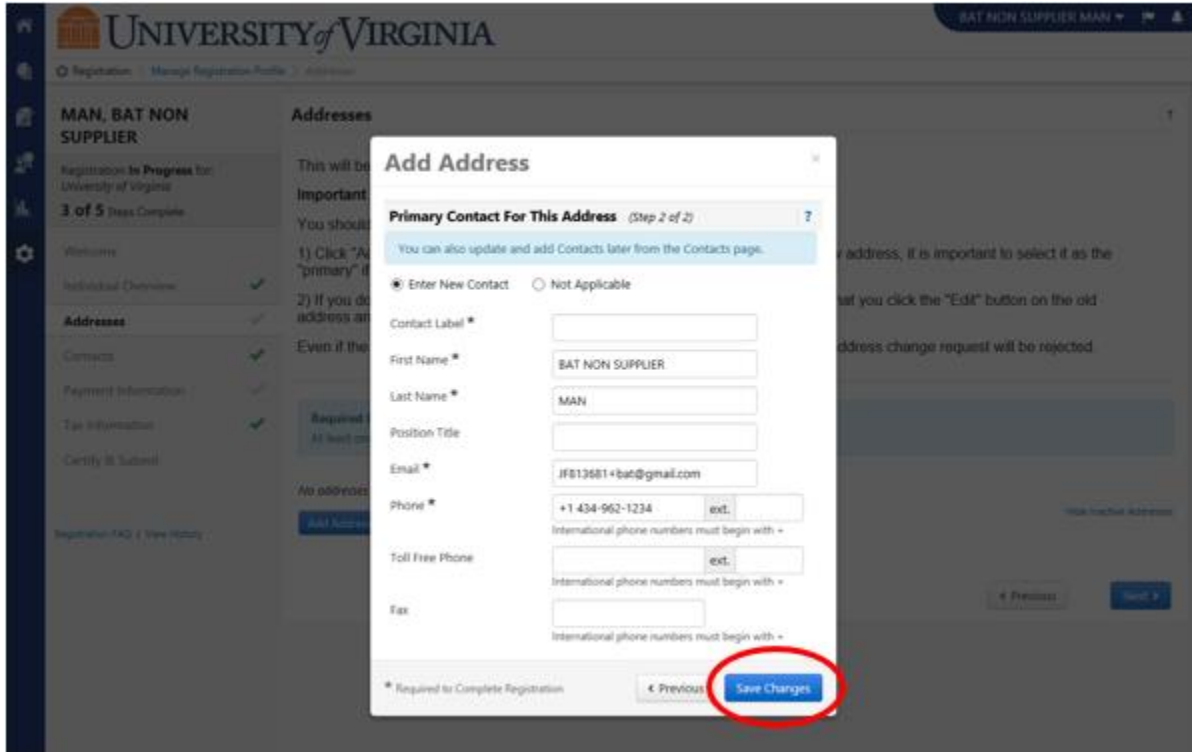 UNIVERSITY of VIRGINIA
BAT NON SUPPLIER MAN
Registration
Manage Registration Profile
Addresses
MAN, BAT NON
SUPPLIER
Registration In Progress for:
University of Virginia
3 of 5 Steps Complete
Welcome
Individual Overview
Addresses
Contacts
Payment Information
Tax Information
Certify & Submit
Registration FAQ | View History
Addresses
?
This will be
Important
You should
1) Click "Ad
address, it is important to select it as the
"primary" if
2) If you do
hat you click the "Edit" button on the old
address an
Even if the
ddress change request will be rejected.
Required
At least one
No addresses
Add Address
Hide Inactive Addresses
Previous
Next
Add Address
×
Primary Contact For This Address (Step 2 of 2)
?
You can also update and add Contacts later from the Contacts page.
Enter New Contact Not Applicable
Contact Label *
First Name * BAT NON SUPPLIER
Last Name * MAN
Position Title
Email * JF813681+bat@gmail.com
Phone * +1 434-962-1234 ext.
International phone numbers must begin with +
Toll Free Phone ext.
International phone numbers must begin with +
Fax
International phone numbers must begin with +
* Required to Complete Registration
Previous
Save Changes